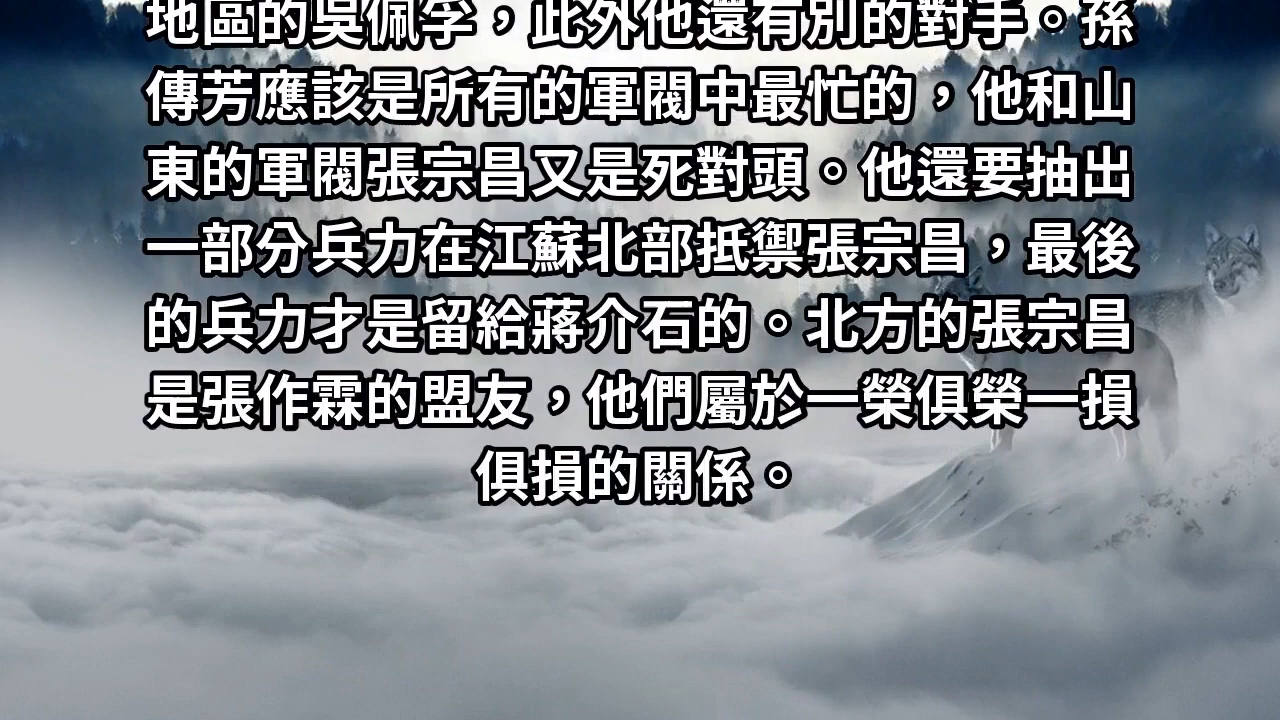 地區的吳佩孚，此外他還有別的對手。孫
傳芳應該是所有的軍閥中最忙的，他和山
東的軍閥張宗昌又是死對頭。他還要抽出
一部分兵力在江蘇北部抵禦張宗昌，最後
的兵力才是留給蔣介石的。北方的張宗昌
是張作霖的盟友，他們屬於一榮俱榮一損
俱損的關係。